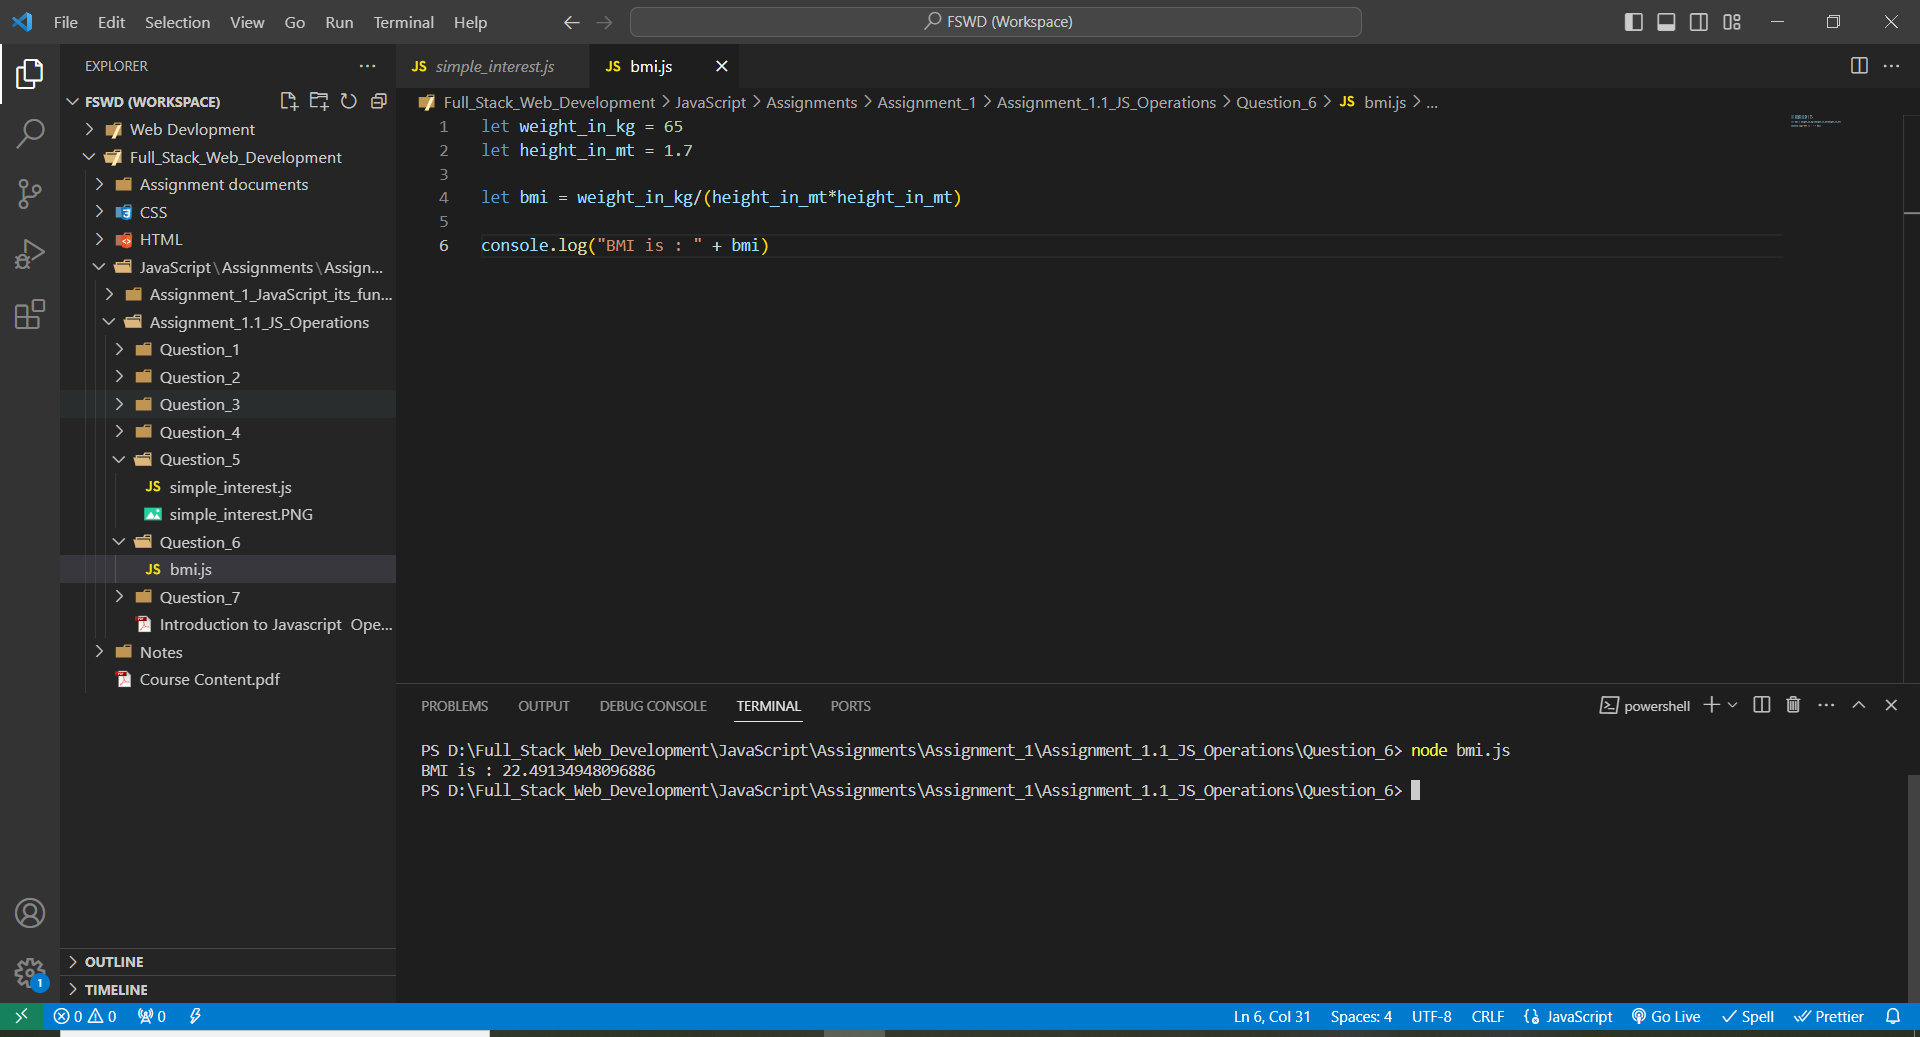 File Edit Selection View Go Run Terminal Help
FSWD (Workspace)
EXPLORER
FSWD (WORKSPACE)
Web Devlopment
Full_Stack_Web_Development
Assignment documents
CSS
HTML
JavaScript\Assignments\Assign...
Assignment_1_JavaScript_its_fun...
Assignment_1.1_JS_Operations
Question_1
Question_2
Question_3
Question_4
Question_5
JS simple_interest.js
simple_interest.PNG
Question_6
JS bmi.js
Question_7
Introduction to Javascript Ope...
Notes
Course Content.pdf
OUTLINE
TIMELINE
JS simple_interest.js JS bmi.js
Full_Stack_Web_Development > JavaScript > Assignments > Assignment_1 > Assignment_1.1_JS_Operations > Question_6 > JS bmi.js > ...
1 let weight_in_kg = 65
2 let height_in_mt = 1.7
3
4 let bmi = weight_in_kg/(height_in_mt*height_in_mt)
5
6 console.log("BMI is : " + bmi)
PROBLEMS OUTPUT DEBUG CONSOLE TERMINAL PORTS
powershell
PS D:\Full_Stack_Web_Development\JavaScript\Assignments\Assignment_1\Assignment_1.1_JS_Operations\Question_6> node bmi.js
BMI is : 22.49134948096886
PS D:\Full_Stack_Web_Development\JavaScript\Assignments\Assignment_1\Assignment_1.1_JS_Operations\Question_6>
1
0 0 0
Ln 6, Col 31 Spaces: 4 UTF-8 CRLF JavaScript Go Live Spell Prettier